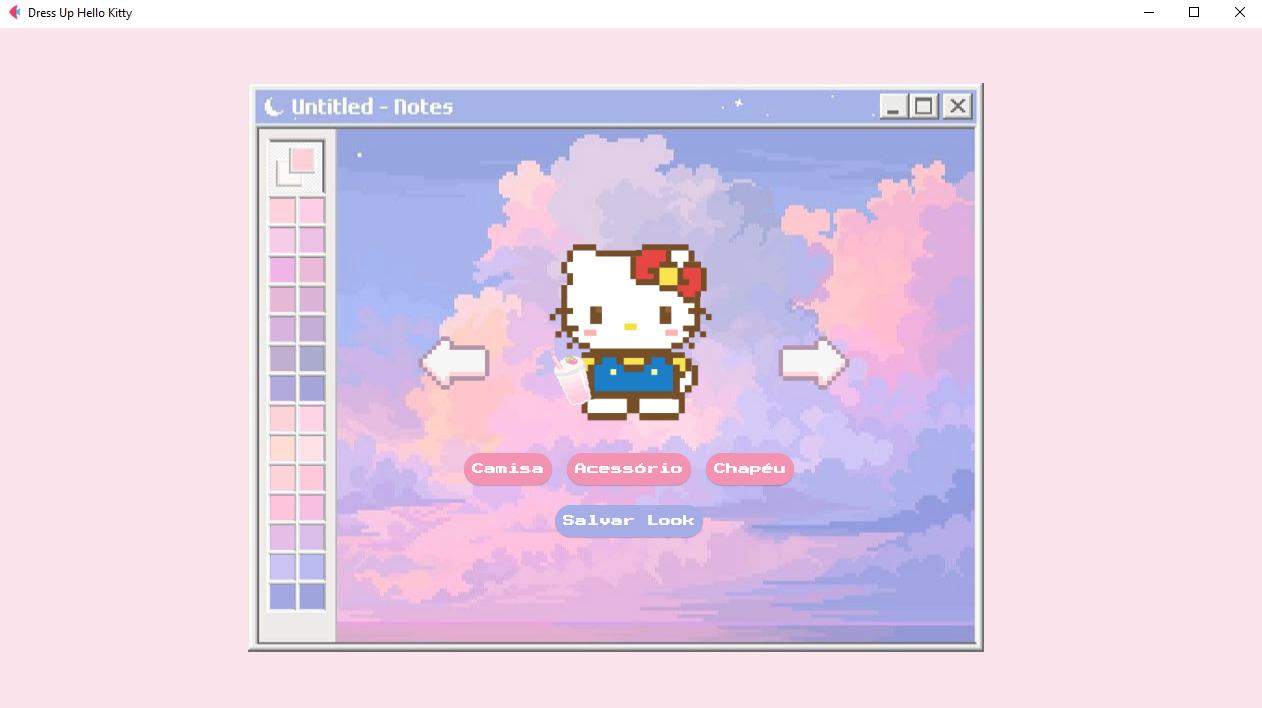 Dress Up Hello Kitty
Untitled - Notes
Camisa Acessório Chapéu
Salvar Look